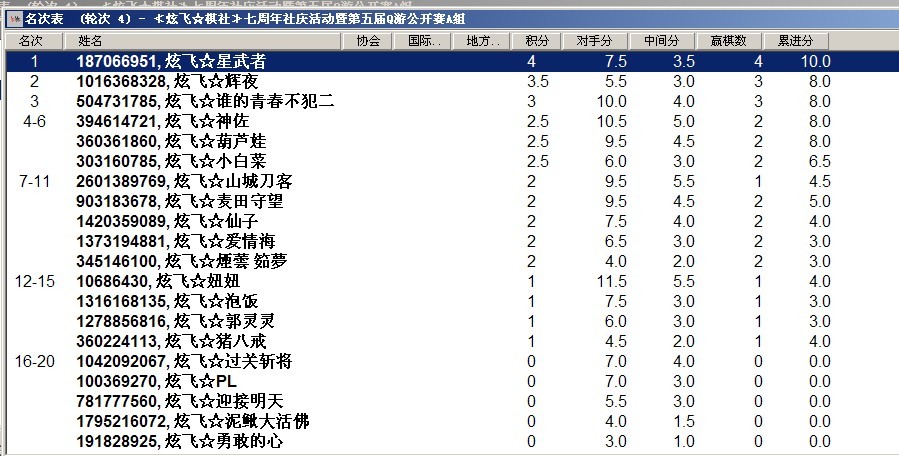 名次表 (轮次 4) - ≮炫飞☆棋社≯七周年社庆活动暨第五届Q游公开赛A组
名次 姓名 协会 国际.. 地方.. 积分 对手分 中间分 赢棋数 累进分
1 187066951, 炫飞☆星武者 4 7.5 3.5 4 10.0
2 1016368328, 炫飞☆辉夜 3.5 5.5 3.0 3 8.0
3 504731785, 炫飞☆谁的青春不犯二 3 10.0 4.0 3 8.0
4-6 394614721, 炫飞☆神佐 2.5 10.5 5.0 2 8.0
360361860, 炫飞☆葫芦娃 2.5 9.5 4.5 2 8.0
303160785, 炫飞☆小白菜 2.5 6.0 3.0 2 6.5
7-11 2601389769, 炫飞☆山城刀客 2 9.5 5.5 1 4.5
903183678, 炫飞☆麦田守望 2 9.5 4.5 2 5.0
1420359089, 炫飞☆仙子 2 7.5 4.0 2 4.0
1373194881, 炫飞☆爱情海 2 6.5 3.0 2 3.0
345146100, 炫飞☆煙蕓 筎夢 2 4.0 2.0 2 3.0
12-15 10686430, 炫飞☆妞妞 1 11.5 5.5 1 4.0
1316168135, 炫飞☆泡饭 1 7.5 3.0 1 3.0
1278856816, 炫飞☆郭灵灵 1 6.0 3.0 1 3.0
360224113, 炫飞☆猪八戒 1 4.5 2.0 1 4.0
16-20 1042092067, 炫飞☆过关斩将 0 7.0 4.0 0 0.0
100369270, 炫飞☆PL 0 7.0 3.0 0 0.0
781777560, 炫飞☆迎接明天 0 5.5 3.0 0 0.0
1795216072, 炫飞☆泥鳅大活佛 0 4.0 1.5 0 0.0
191828925, 炫飞☆勇敢的心 0 3.0 1.0 0 0.0